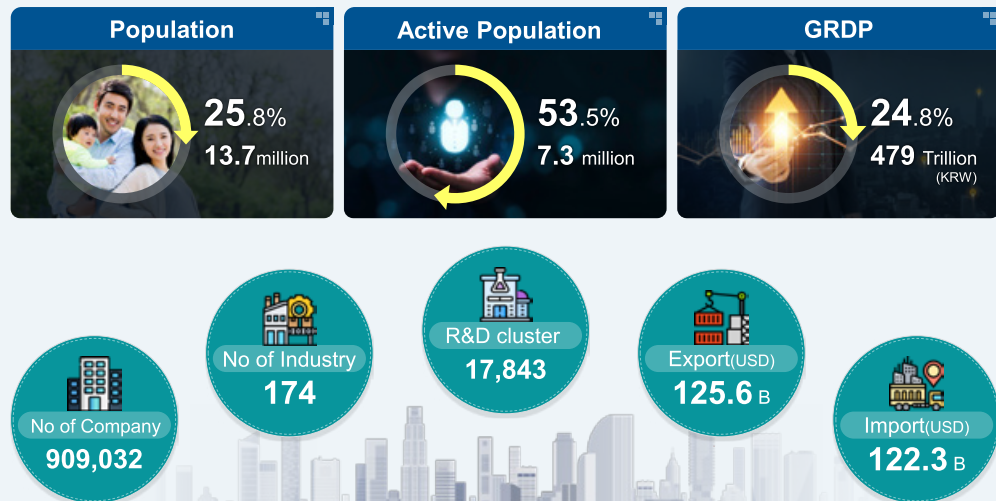 Population
25.8%
13.7million
Active Population
53.5%
7.3 million
GRDP
24.8%
479 Trillion
(KRW)
No of Company
909,032
No of Industry
174
R&D cluster
17,843
Export(USD)
125.6 B
Import(USD)
122.3 B